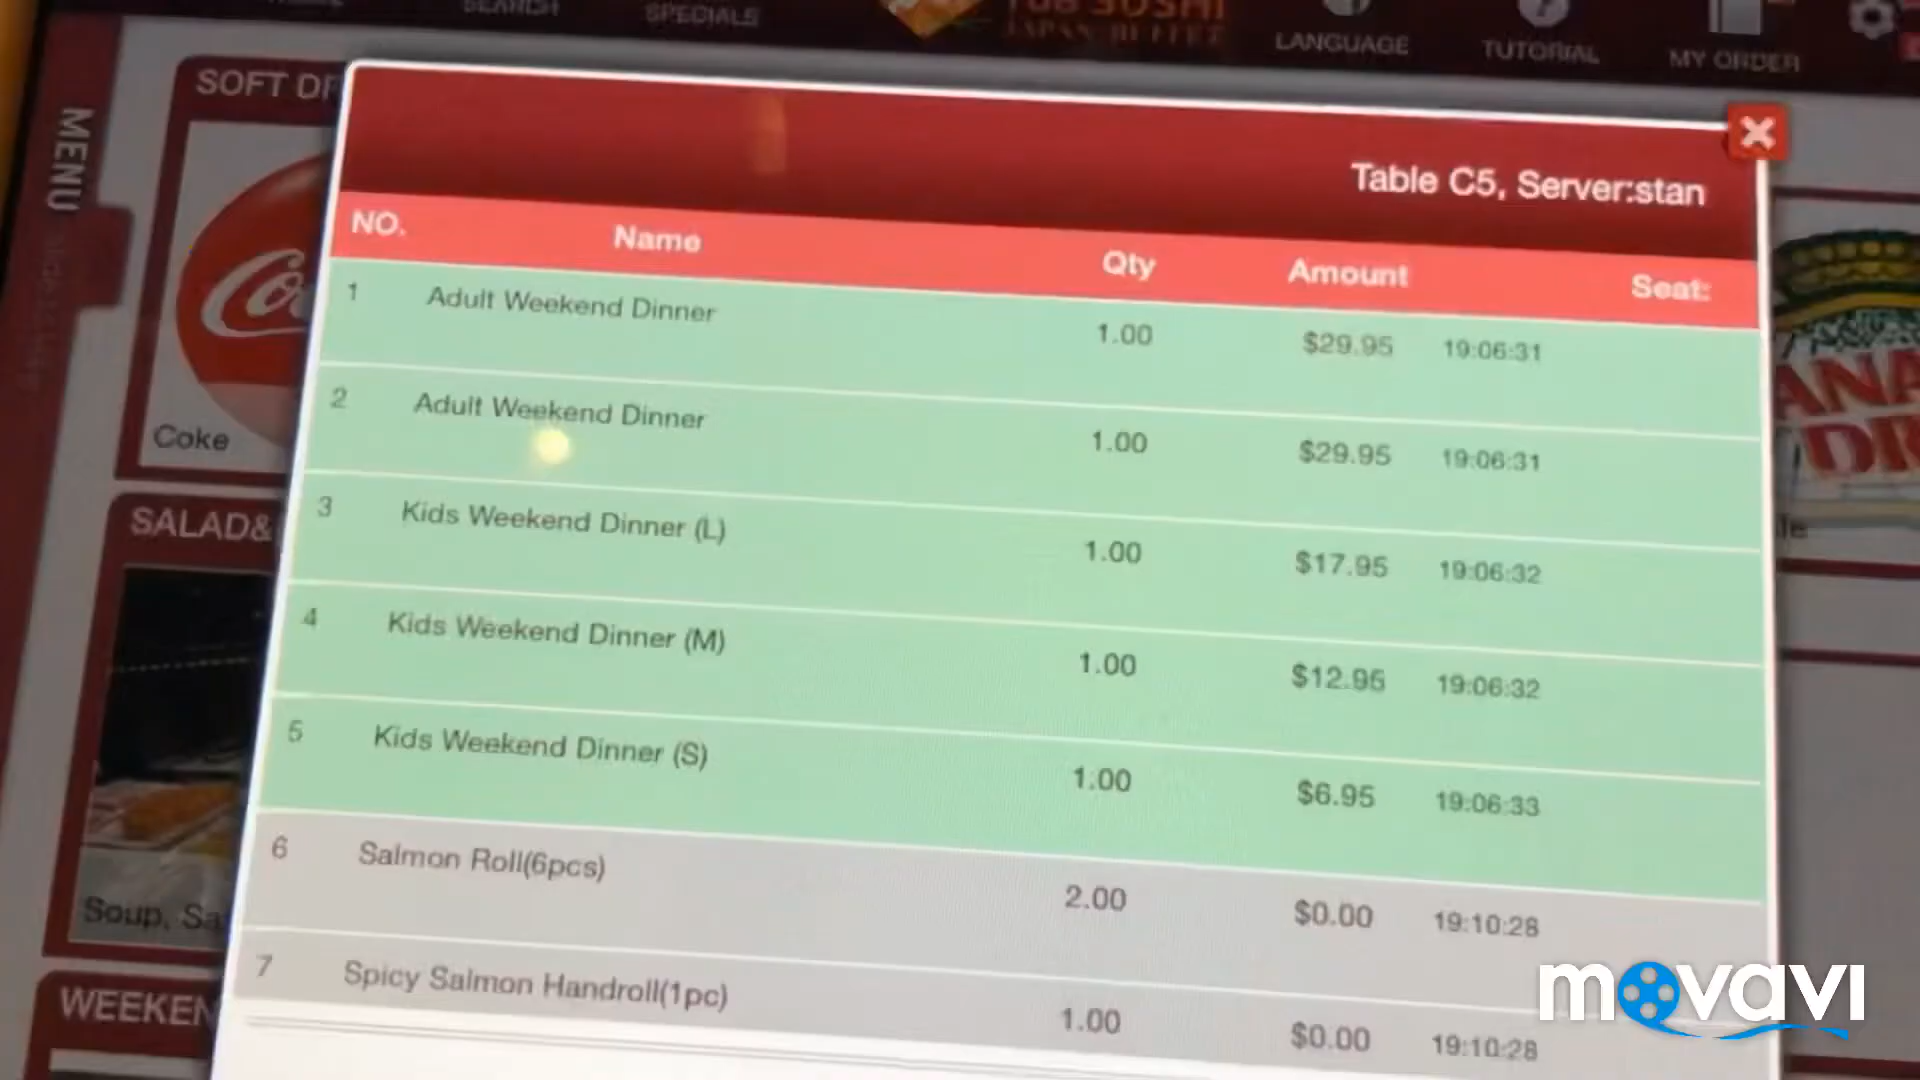 SEARCH
SPECIALS
SUSHI
JAPAN BUFFET
LANGUAGE
TUTORIAL
MY ORDER
MENU
SOFT
Coke
SALAD&
Soup,
Table C5, Server:stan
NO. Name Qty Amount Seat:
1 Adult Weekend Dinner 1.00 $29.95 19:06:31
2 Adult Weekend Dinner 1.00 $29.95 19:06:31
3 Kids Weekend Dinner (L) 1.00 $17.95 19:06:32
4 Kids Weekend Dinner (M) 1.00 $12.95 19:06:32
5 Kids Weekend Dinner (S) 1.00 $6.95 19:06:33
6 Salmon Roll(6pcs) 2.00 $0.00 19:10:28
7 Spicy Salmon Handroll(1pc) 1.00 $0.00 19:10:28
movavi